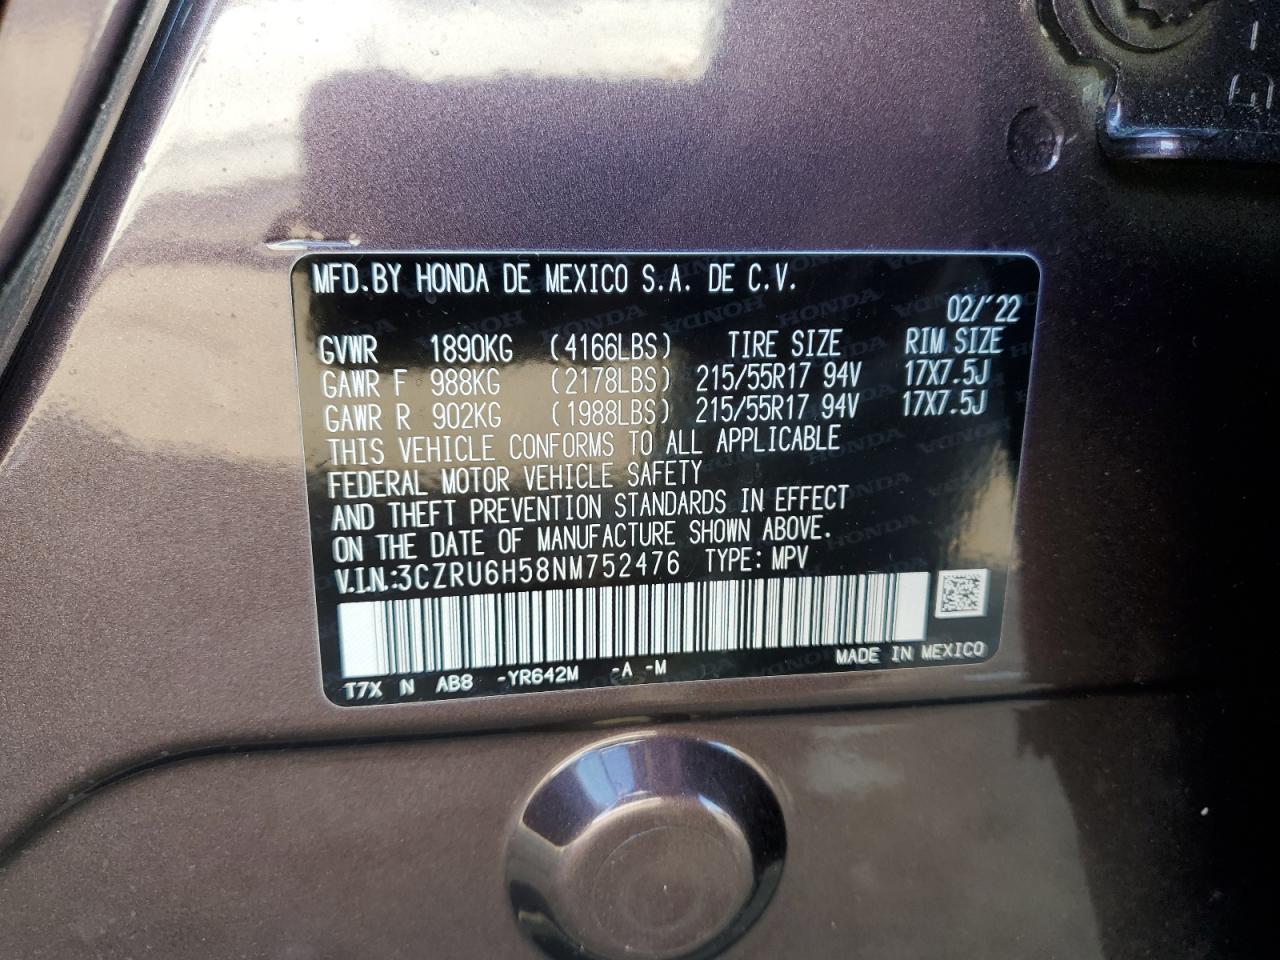 MFD.BY HONDA DE MEXICO S.A. DE C.V.
02/'22
GVWR 1890KG (4166LBS) TIRE SIZE RIM SIZE
GAWR F 988KG (2178LBS) 215/55R17 94V 17X7.5J
GAWR R 902KG (1988LBS) 215/55R17 94V 17X7.5J
THIS VEHICLE CONFORMS TO ALL APPLICABLE
FEDERAL MOTOR VEHICLE SAFETY
AND THEFT PREVENTION STANDARDS IN EFFECT
ON THE DATE OF MANUFACTURE SHOWN ABOVE.
V.I.N.:3CZRU6H58NM752476 TYPE: MPV
T7X N AB8 -YR642M -A -M MADE IN MEXICO